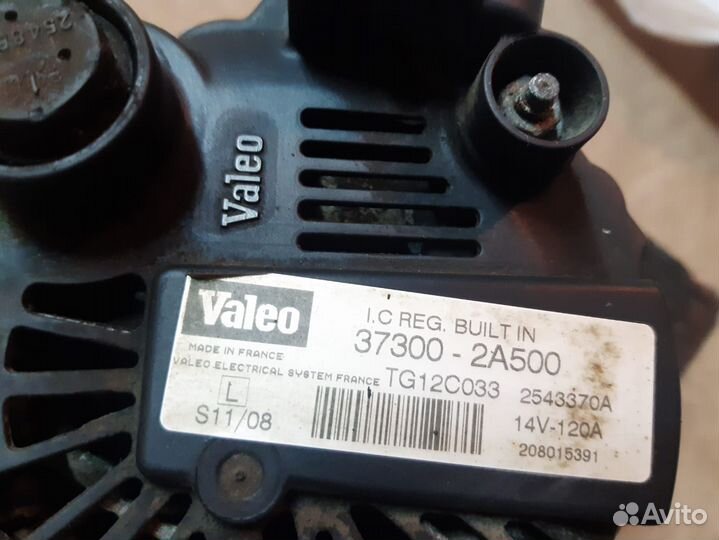 Valeo
Valeo
I.C REG. BUILT IN
37300 - 2A500
MADE IN FRANCE
VALEO ELECTRICAL SYSTEM FRANCE
TG12C033
2543370A
L
S11/08
14V-120A
208015391
Avito